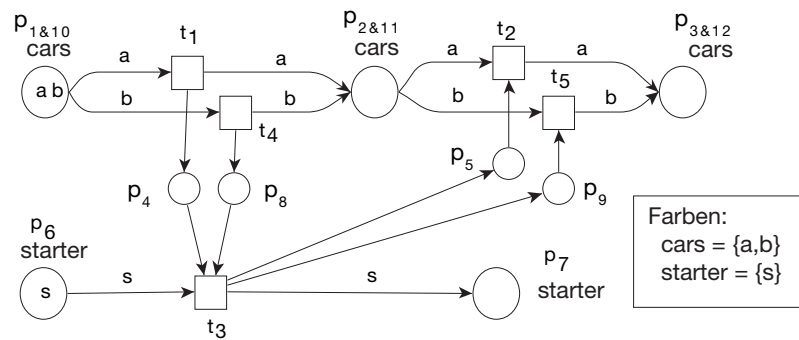 p1&10
cars
t1
p2&11
cars
t2
p3&12
cars
a
a
a
a
t5
a b
b
b
b
b
t4
p4
p8
p5
p9
p6
starter
Farben:
cars = {a,b}
starter = {s}
s
s
s
p7
starter
t3